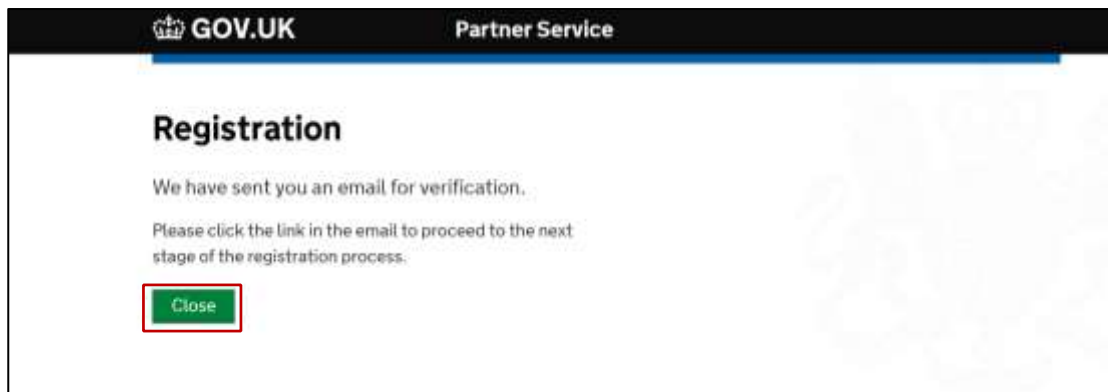 GOV.UK Partner Service
Registration
We have sent you an email for verification.
Please click the link in the email to proceed to the next
stage of the registration process.
Close